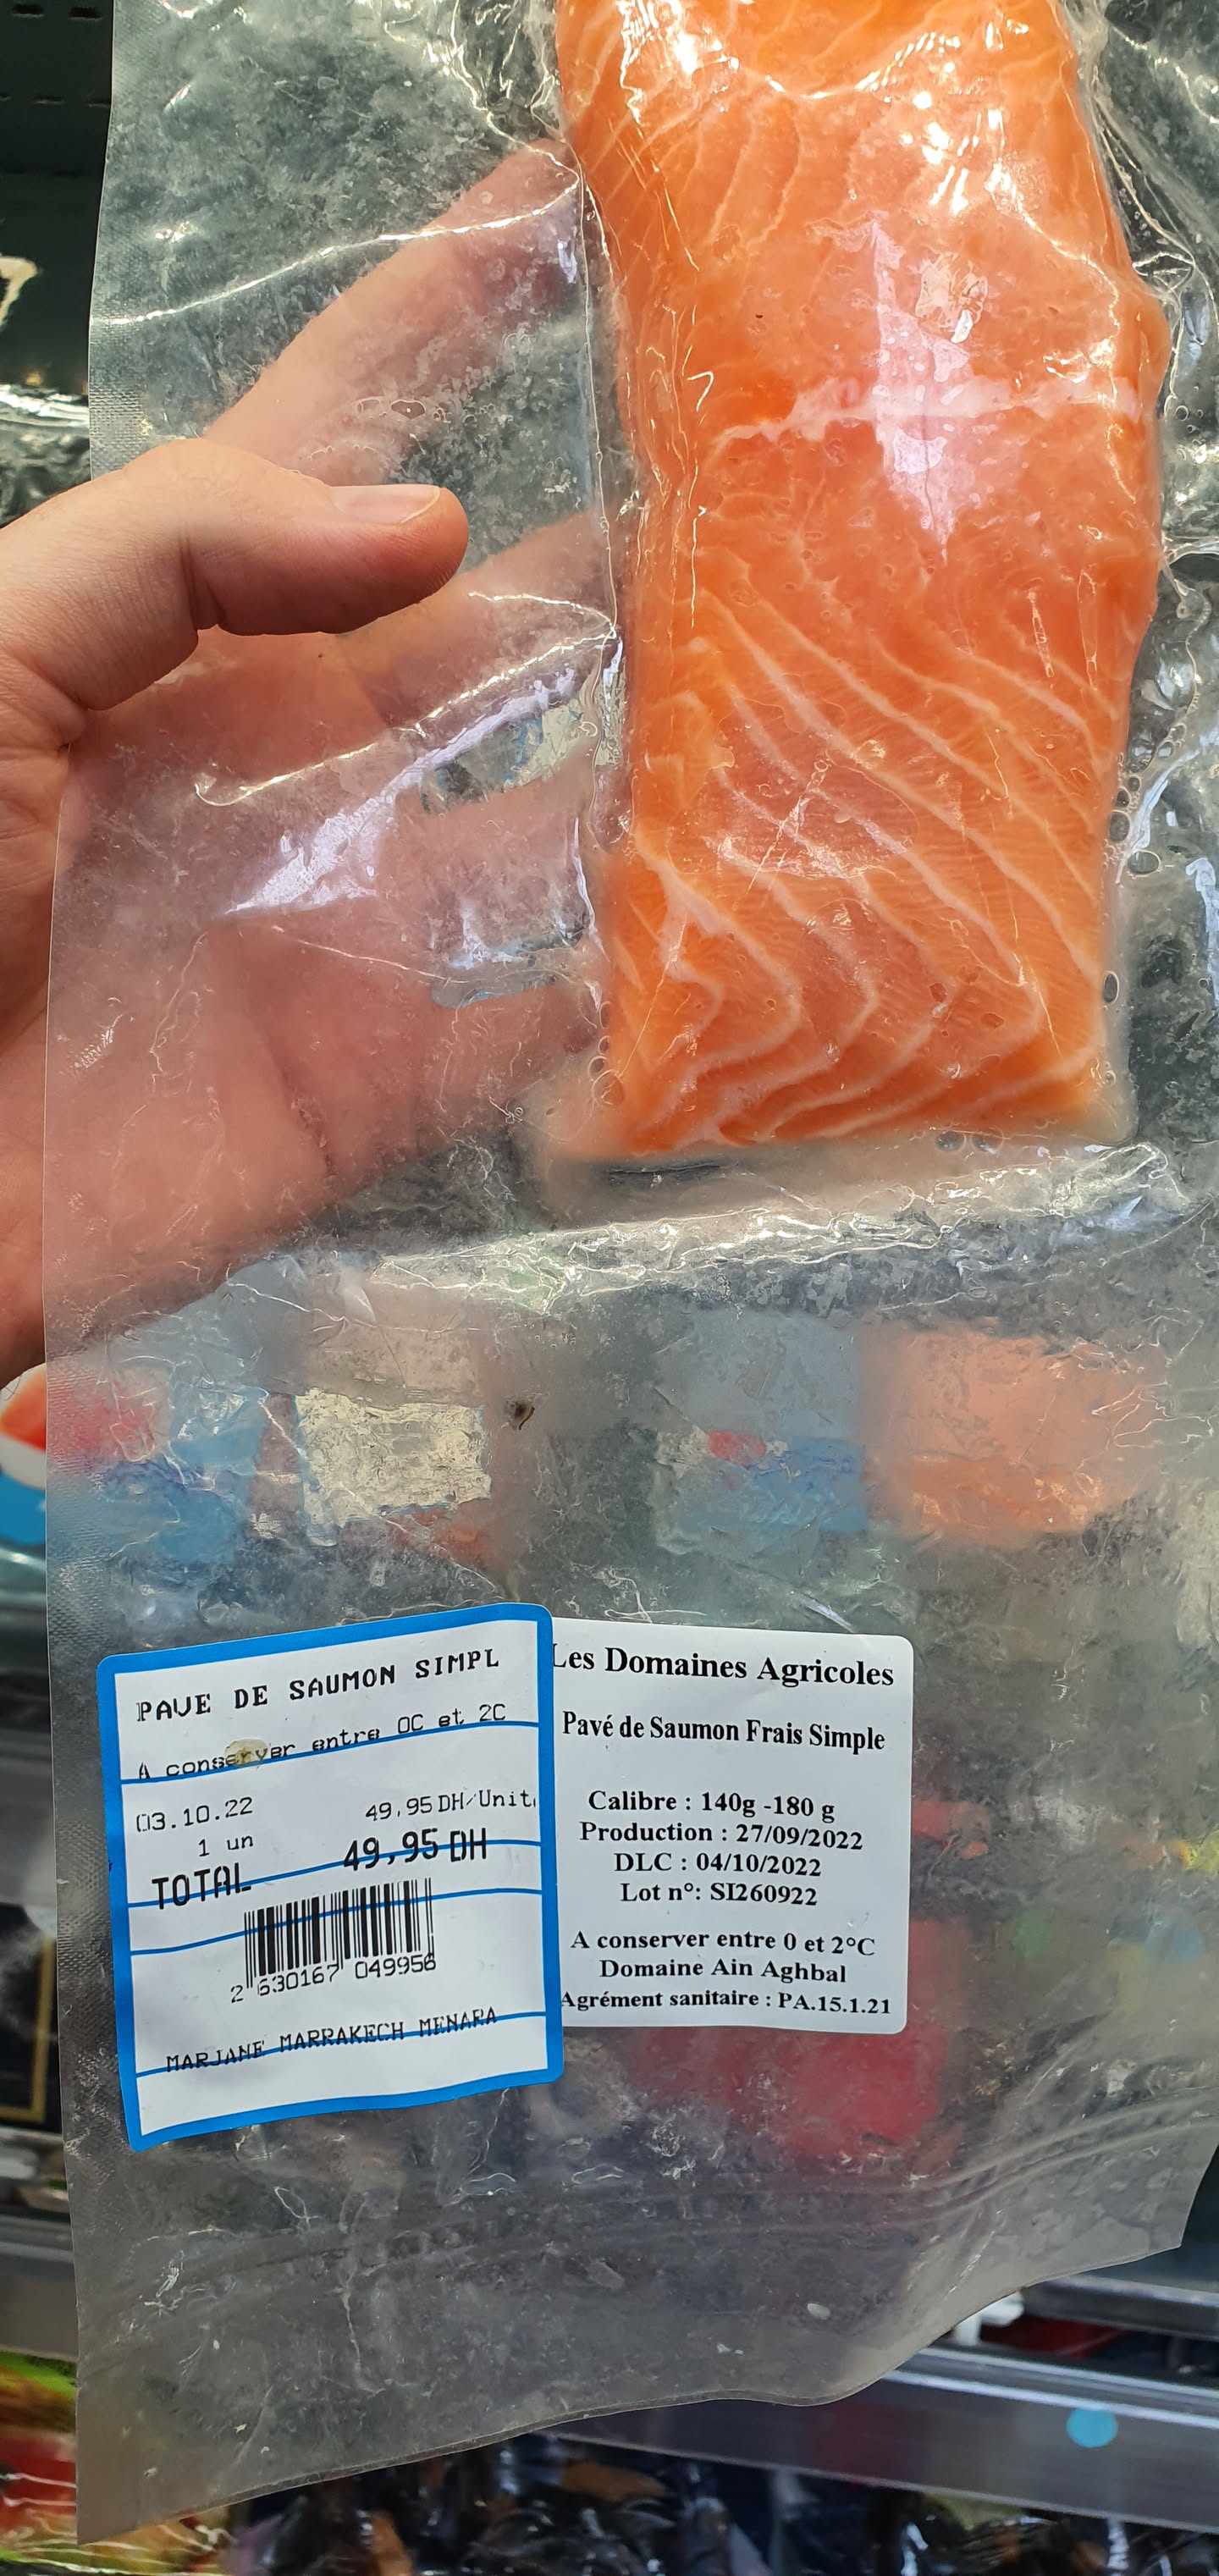 PAVE DE SAUMON SIMPL
A conserver entre 0C et 2C
03.10.22
49,95 DH/Unit
1 un
TOTAL 49,95 DH
2 630167 049956
MARJANE MARRAKECH MENARA
Les Domaines Agricoles
Pavé de Saumon Frais Simple
Calibre : 140g -180 g
Production : 27/09/2022
DLC : 04/10/2022
Lot n°: SI260922
A conserver entre 0 et 2°C
Domaine Ain Aghbal
Agrément sanitaire : PA.15.1.21